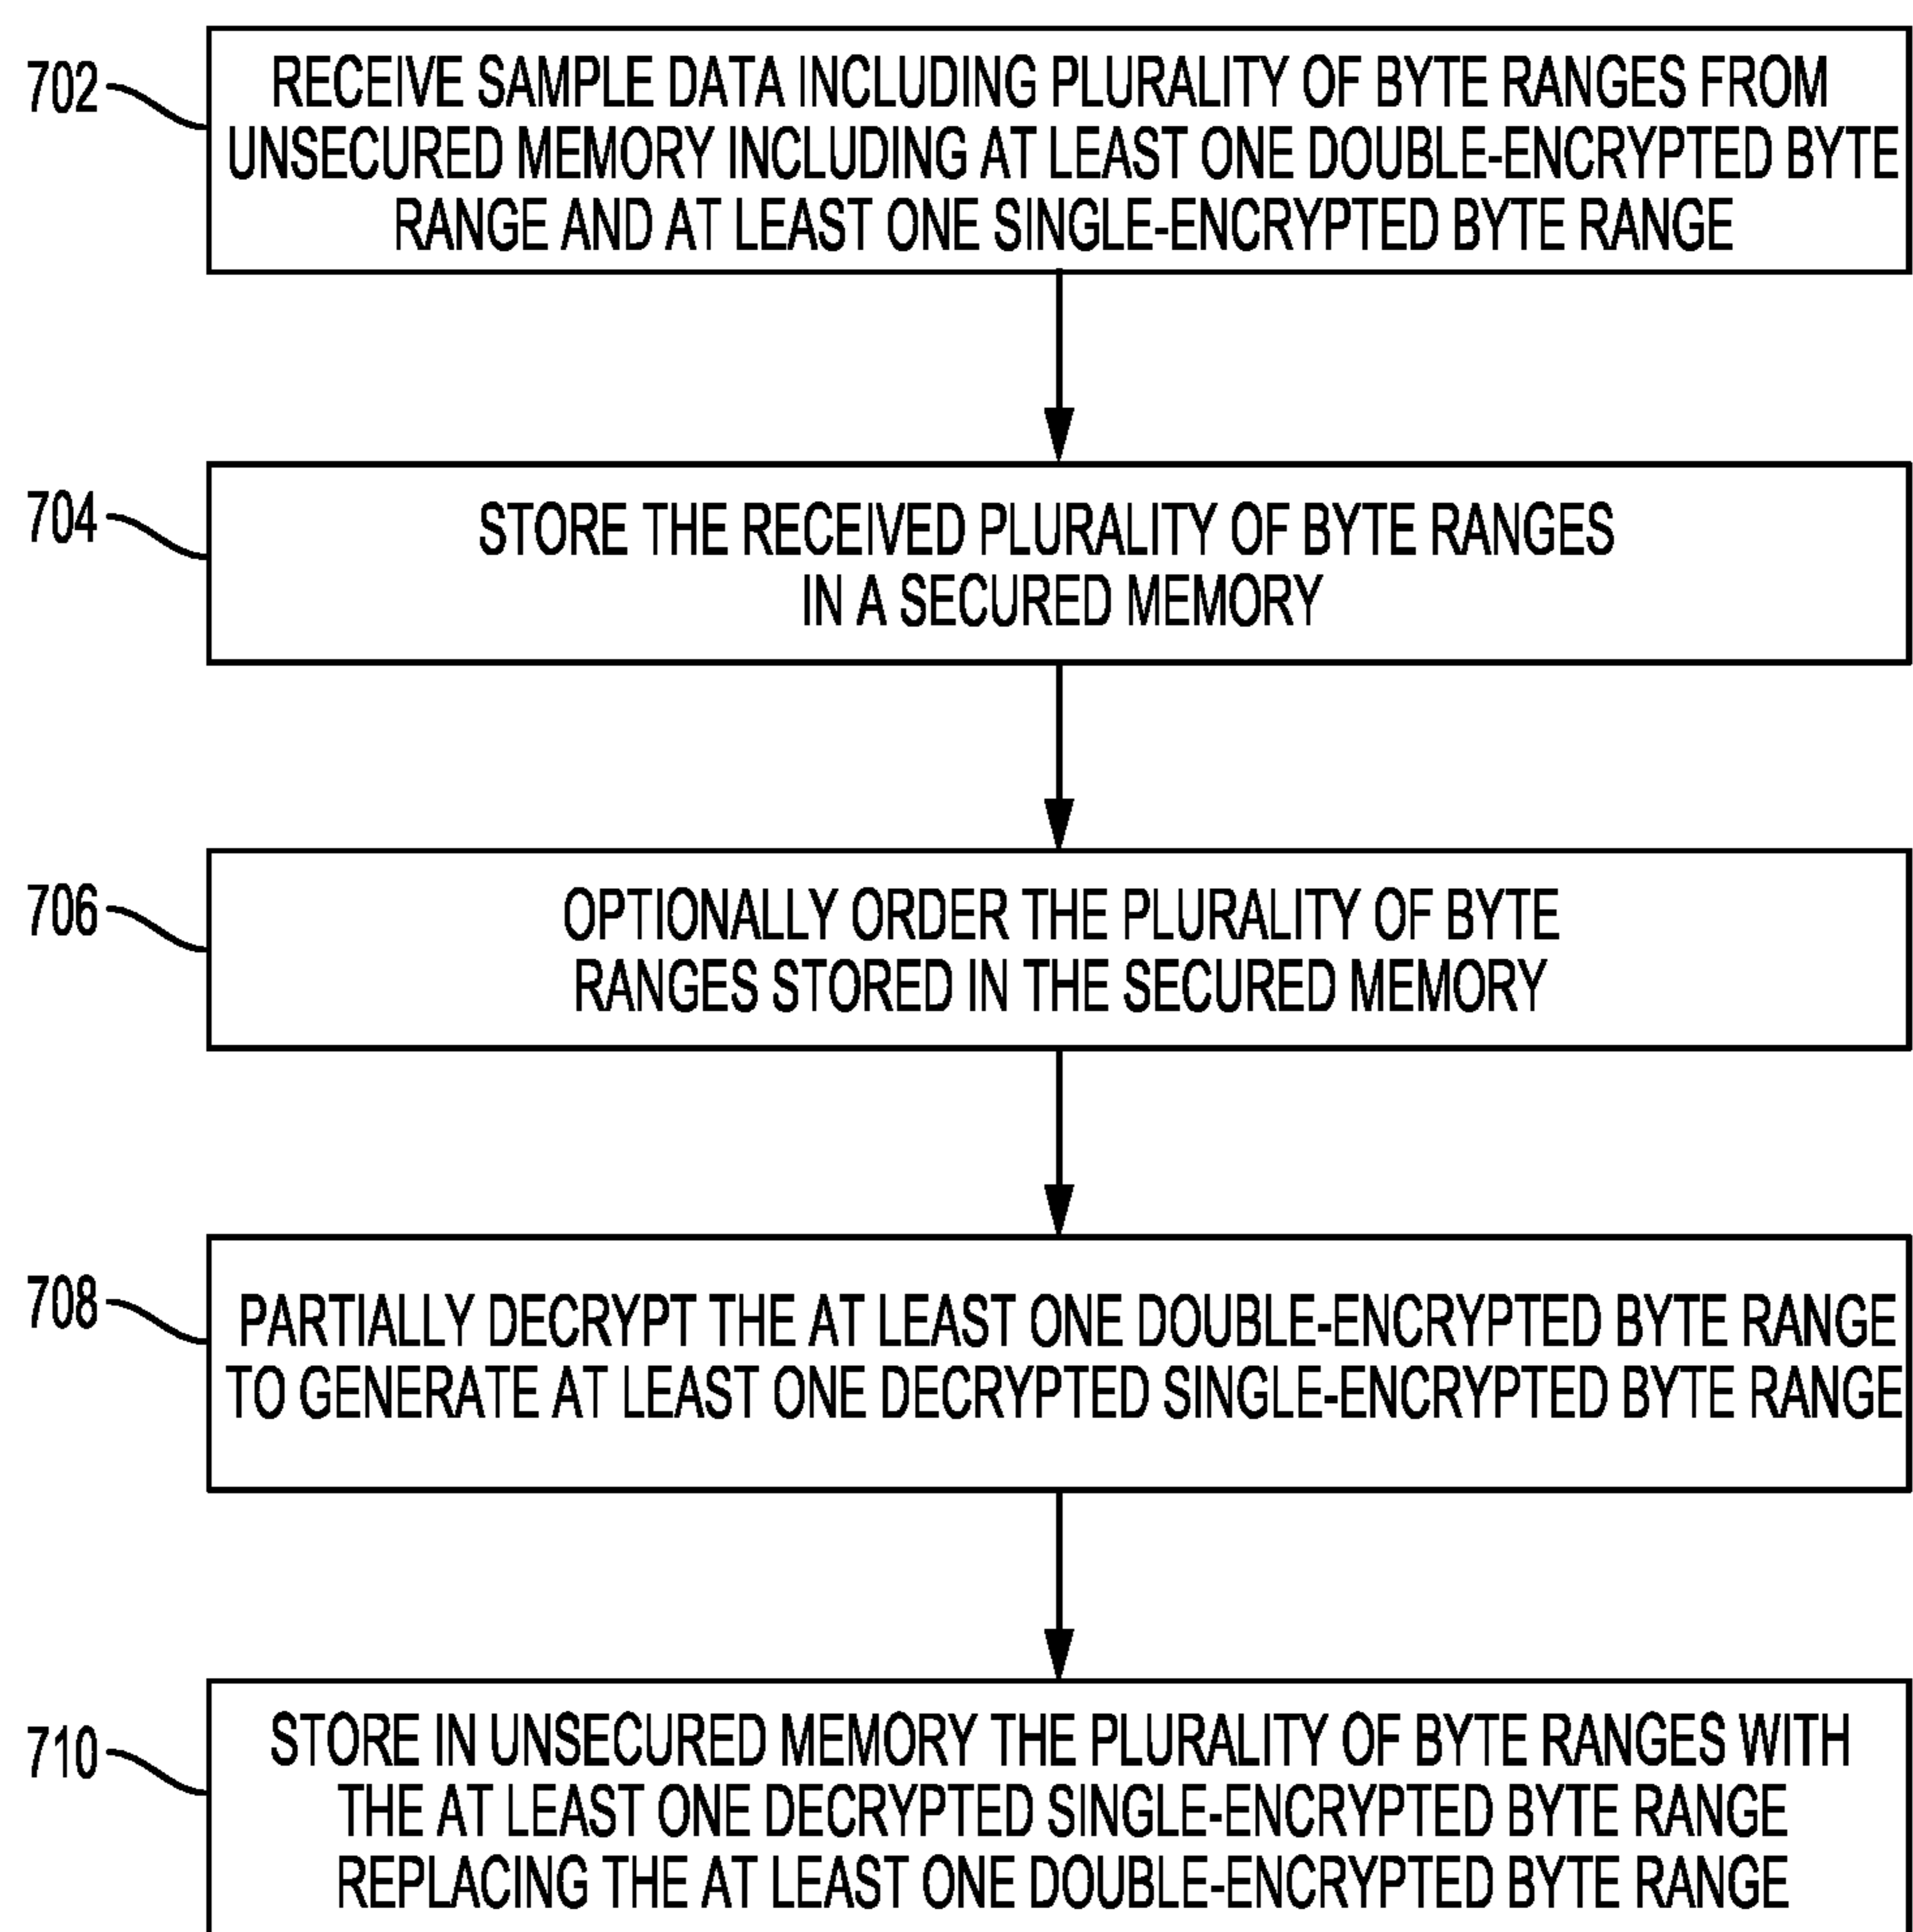 702
RECEIVE SAMPLE DATA INCLUDING PLURALITY OF BYTE RANGES FROM
UNSECURED MEMORY INCLUDING AT LEAST ONE DOUBLE-ENCRYPTED BYTE
RANGE AND AT LEAST ONE SINGLE-ENCRYPTED BYTE RANGE
704
STORE THE RECEIVED PLURALITY OF BYTE RANGES
IN A SECURED MEMORY
706
OPTIONALLY ORDER THE PLURALITY OF BYTE
RANGES STORED IN THE SECURED MEMORY
708
PARTIALLY DECRYPT THE AT LEAST ONE DOUBLE-ENCRYPTED BYTE RANGE
TO GENERATE AT LEAST ONE DECRYPTED SINGLE-ENCRYPTED BYTE RANGE
710
STORE IN UNSECURED MEMORY THE PLURALITY OF BYTE RANGES WITH
THE AT LEAST ONE DECRYPTED SINGLE-ENCRYPTED BYTE RANGE
REPLACING THE AT LEAST ONE DOUBLE-ENCRYPTED BYTE RANGE